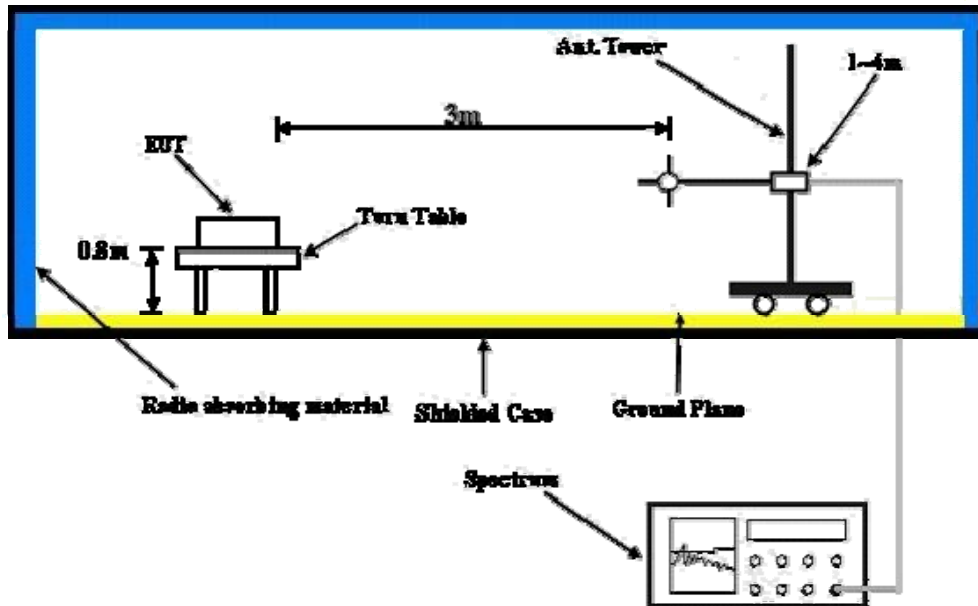 Ant. Tower
1~4m
3m
EUT
Turn Table
0.8m
Radio absorbing material
Shielded Case
Ground Plane
Spectrum